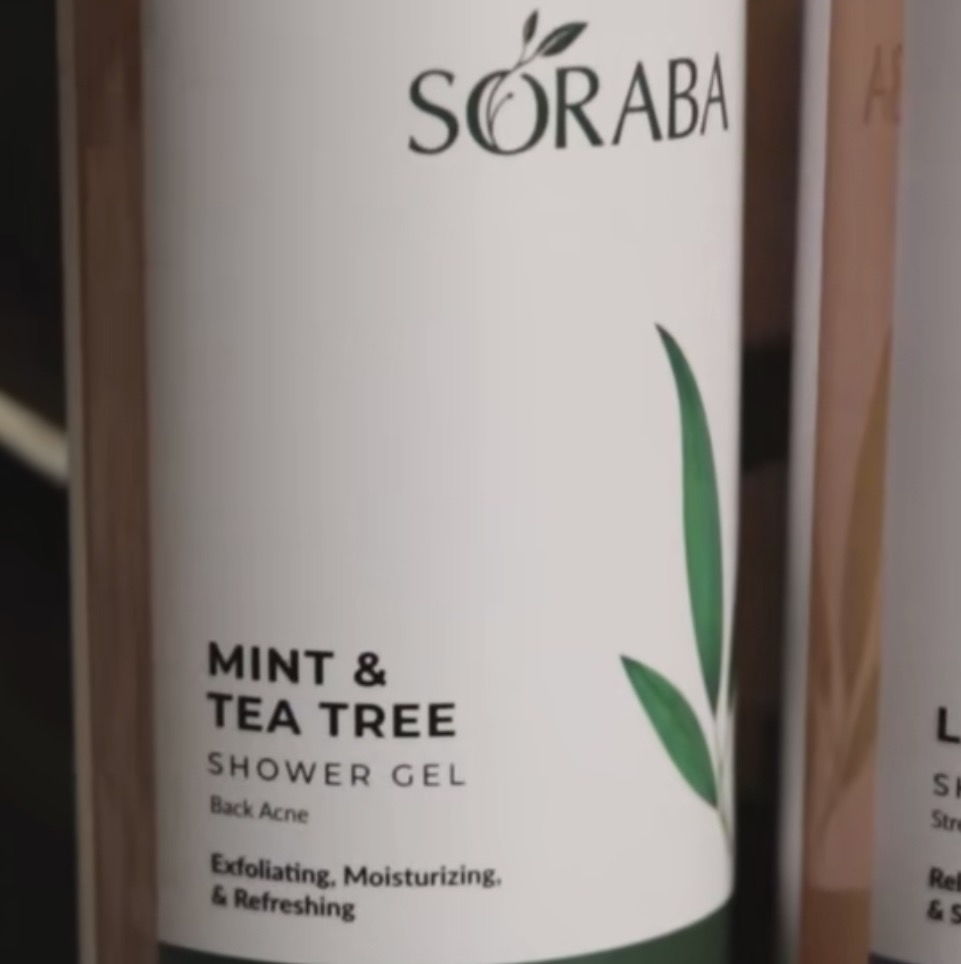 SORABA
MINT &
TEA TREE
SHOWER GEL
Back Acne
Exfoliating, Moisturizing,
& Refreshing